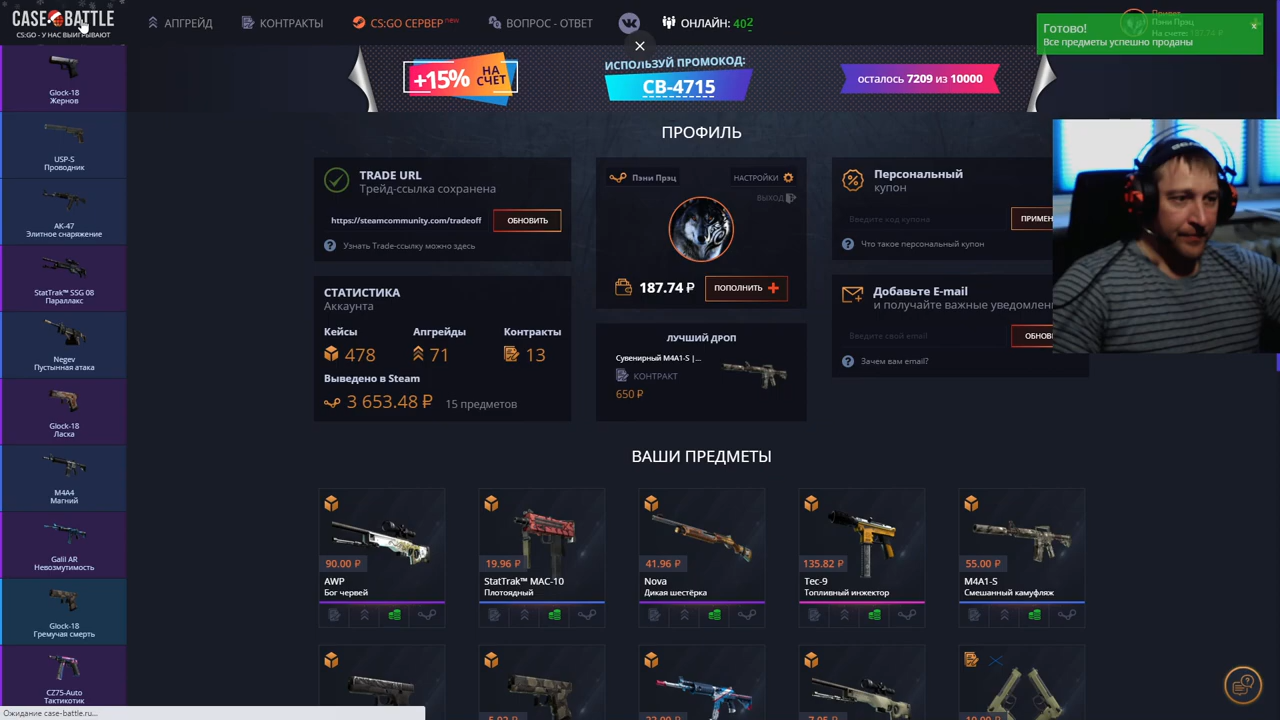 CASE BATTLE
CS:GO - У НАС ВЫИГРЫВАЮТ
АПГРЕЙД
КОНТРАКТЫ
CS:GO СЕРВЕР new
ВОПРОС - ОТВЕТ
ОНЛАЙН: 402
Готово!
Все предметы успешно проданы
x
+15% НА СЧЕТ
ИСПОЛЬЗУЙ ПРОМОКОД:
CB-4715
осталось 7209 из 10000
Glock-18
Жернов
USP-S
Проводник
AK-47
Элитное снаряжение
StatTrak™ SSG 08
Параллакс
Negev
Пустынная атака
Glock-18
Ласка
M4A4
Магний
Galil AR
Невозмутимость
Glock-18
Гремучая смерть
CZ75-Auto
Тактикотик
ПРОФИЛЬ
TRADE URL
Трейд-ссылка сохранена
https://steamcommunity.com/tradeoff
ОБНОВИТЬ
Узнать Trade-ссылку можно здесь
СТАТИСТИКА
Аккаунта
Кейсы
Апгрейды
Контракты
478
71
13
Выведено в Steam
3 653.48 ₽
15 предметов
Пэни Прэц
НАСТРОЙКИ
ВЫХОД
187.74 ₽
ПОПОЛНИТЬ
ЛУЧШИЙ ДРОП
Сувенирный M4A1-S |...
КОНТРАКТ
650 ₽
Персональный
купон
Введите код купона
ПРИМЕН
Что такое персональный купон
Добавьте E-mail
и получайте важные уведомлен
Введите свой email
ОБНОВ
Зачем вам email?
ВАШИ ПРЕДМЕТЫ
90.00 ₽
AWP
Бог червей
19.96 ₽
StatTrak™ MAC-10
Плотоядный
41.96 ₽
Nova
Дикая шестёрка
135.82 ₽
Tec-9
Топливный инжектор
55.00 ₽
M4A1-S
Смешанный камуфляж
Ожидание case-battle.ru...